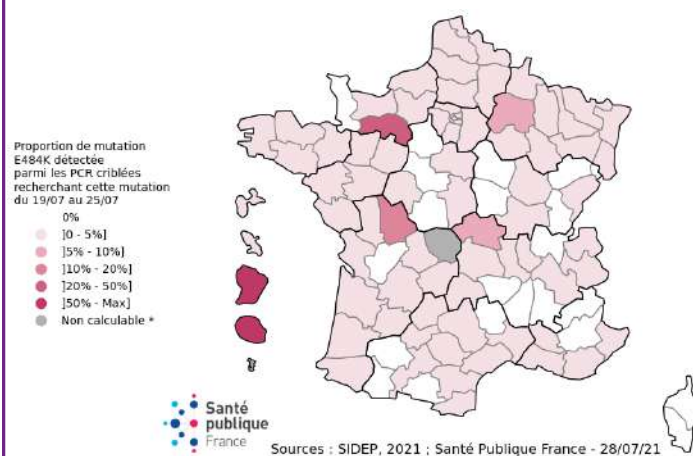 Proportion de mutation
E484K détectée
parmi les PCR criblées
recherchant cette mutation
du 19/07 au 25/07
0%
]0 - 5%]
]5% - 10%]
]10% - 20%]
]20% - 50%]
]50% - Max]
Non calculable *
Santé
publique
France
Sources : SIDEP, 2021 ; Santé Publique France - 28/07/21